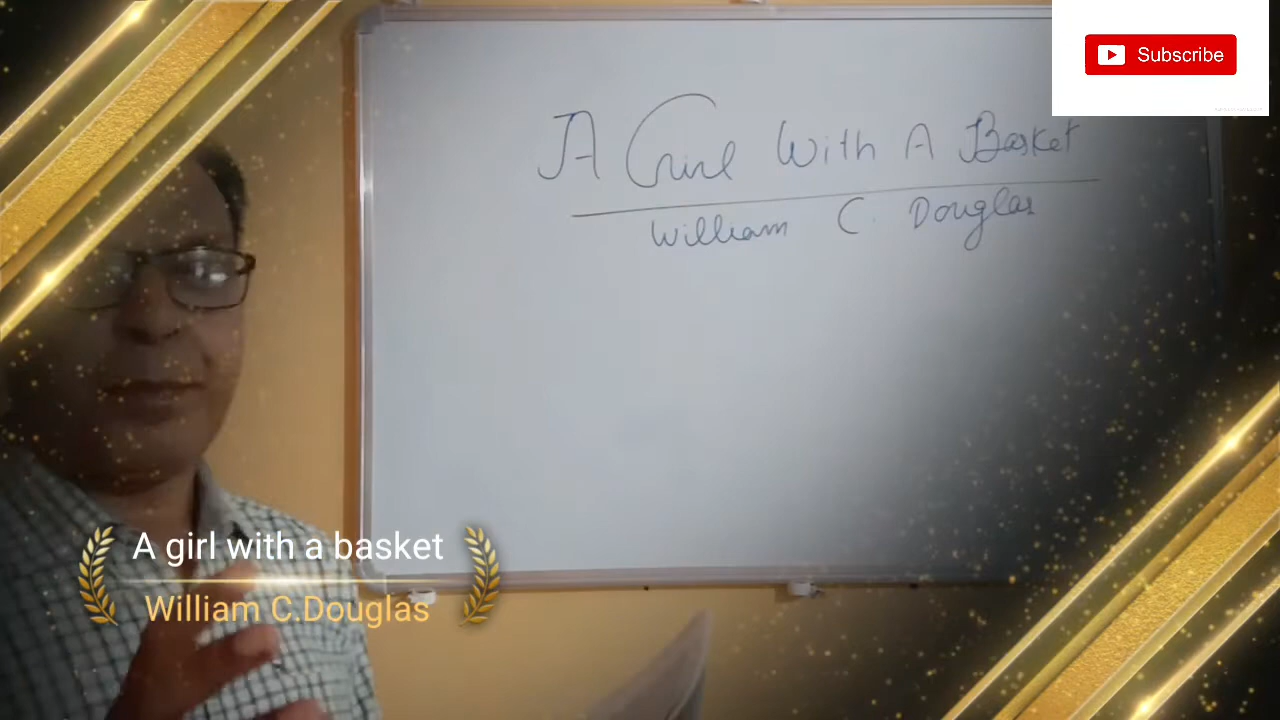 Subscribe
A Girl With A Basket
William C. Douglas
A girl with a basket
William C.Douglas